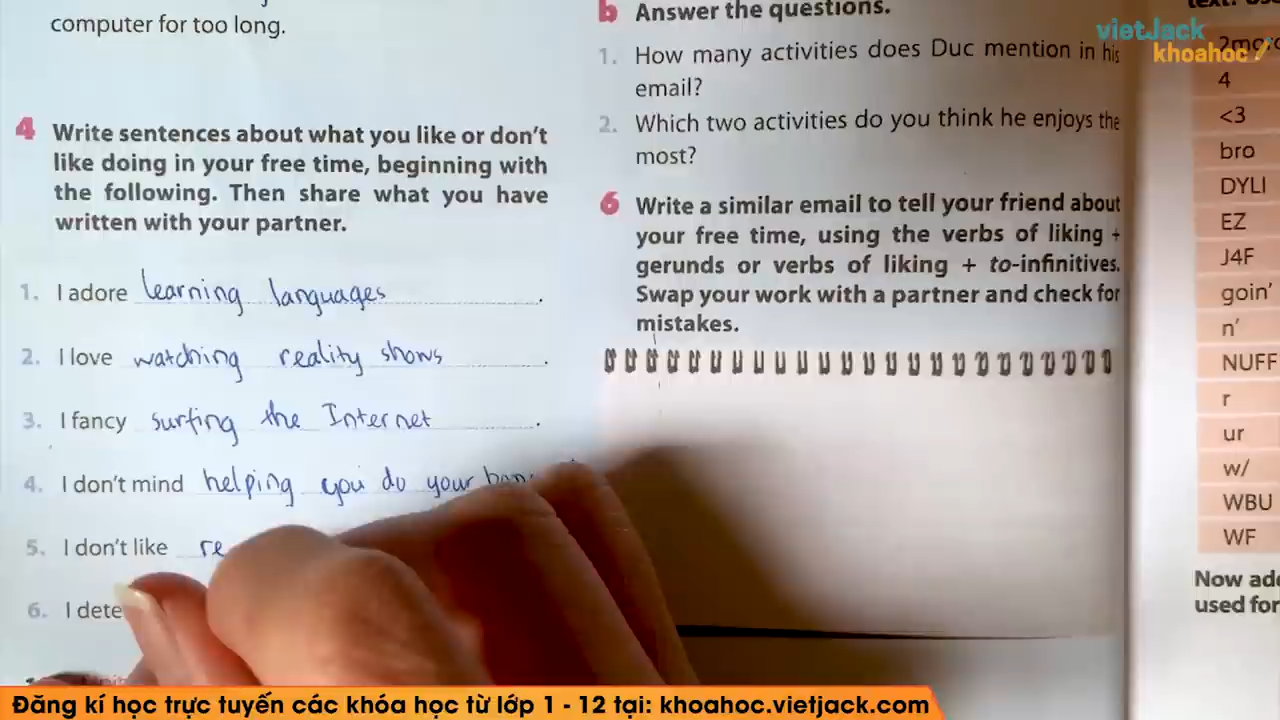 computer for too long.
4 Write sentences about what you like or don't
like doing in your free time, beginning with
the following. Then share what you have
written with your partner.
1. I adore learning languages.
2. I love watching reality shows.
3. I fancy surfing the Internet.
4. I don't mind helping you do your
5. I don't like
6. I
b Answer the questions.
1. How many activities does Duc mention in his
email?
2. Which two activities do you think he enjoys the
most?
6 Write a similar email to tell your friend about
your free time, using the verbs of liking +
gerunds or verbs of liking + to-infinitives.
Swap your work with a partner and check for
mistakes.
vietJack
khoahoc
4
<3
bro
DYLI
EZ
J4F
goin'
n'
NUFF
r
ur
w/
WBU
WF
Now
used for
Đăng kí học trực tuyến các khóa học từ lớp 1 - 12 tại: khoahoc.vietjack.com